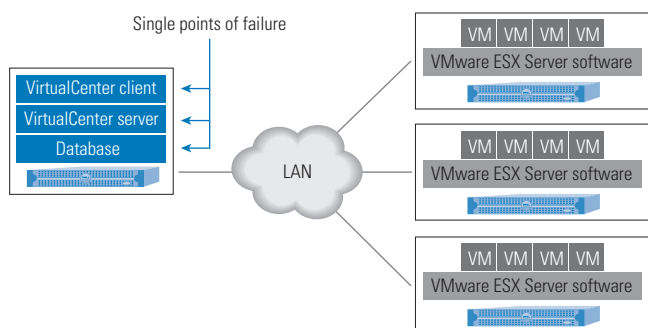 Single points of failure
VirtualCenter client
VirtualCenter server
Database
LAN
VM VM VM VM
VMware ESX Server software
VM VM VM VM
VMware ESX Server software
VM VM VM VM
VMware ESX Server software